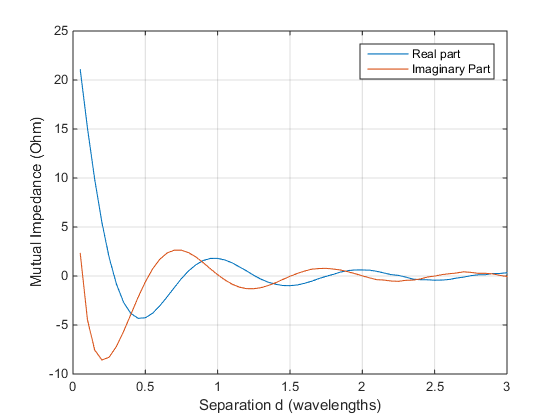 25
20
15
10
5
0
-5
-10
Mutual Impedance (Ohm)
Real part
Imaginary Part
0 0.5 1 1.5 2 2.5 3
Separation d (wavelengths)